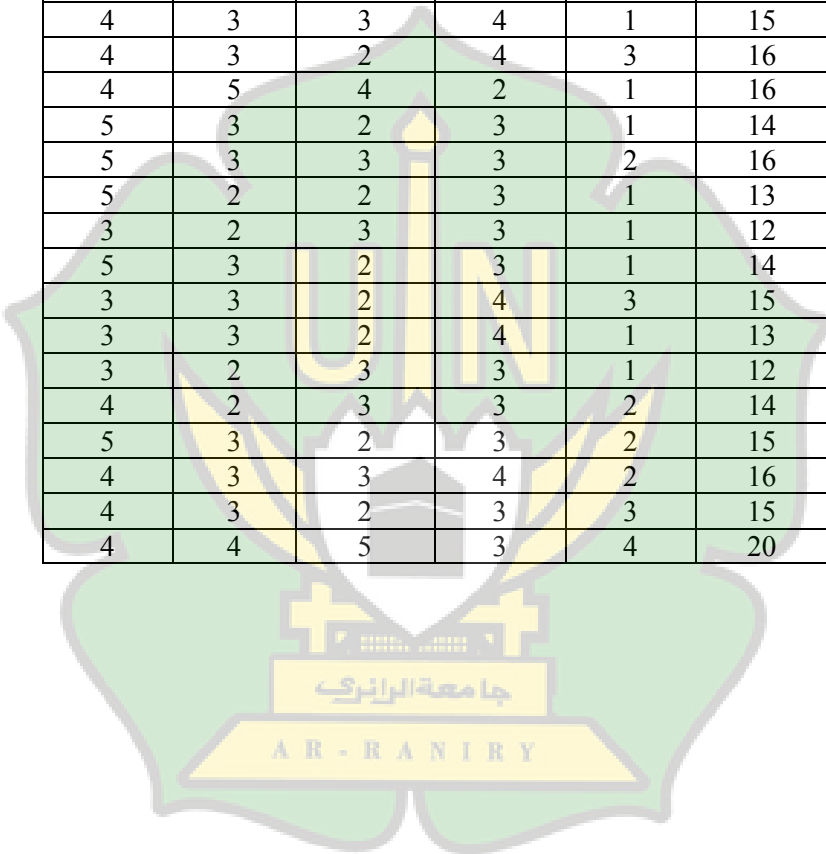 4 3 3 4 1 15
4 3 2 4 3 16
4 5 4 2 1 16
5 3 2 3 1 14
5 3 3 3 2 16
5 2 2 3 1 13
3 2 3 3 1 12
5 3 2 3 1 14
3 3 2 4 3 15
3 3 2 4 1 13
3 2 3 3 1 12
4 2 3 3 2 14
5 3 2 3 2 15
4 3 3 4 2 16
4 3 2 3 3 15
4 4 5 3 4 20
UIN
جامعة الرانري
AR-RANIRY